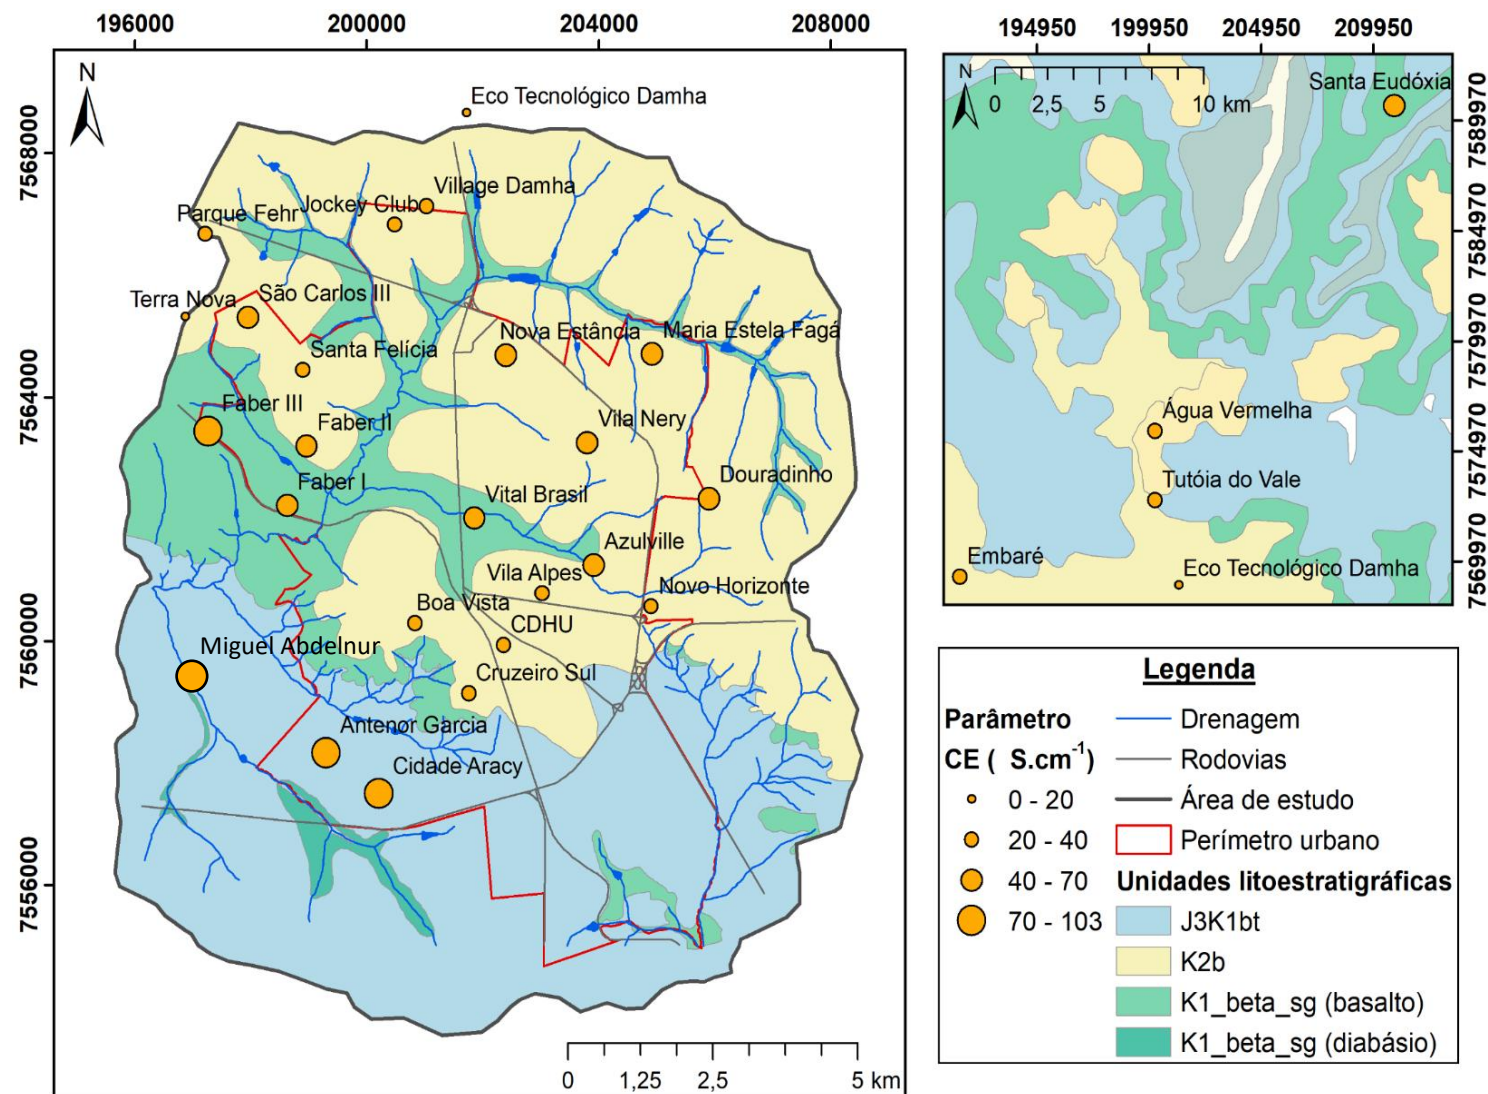 196000 200000 204000 208000
7568000
7564000
7560000
7556000
N
Eco Tecnológico Damha
Village Damha
Jockey Club
Parque Fehr
Terra Nova
São Carlos III
Nova Estância
Maria Estela Fagá
Santa Felícia
Faber III
Faber II
Vila Nery
Faber I
Vital Brasil
Douradinho
Azulville
Vila Alpes
Novo Horizonte
Boa Vista
CDHU
Miguel Abdelnur
Cruzeiro Sul
Antenor Garcia
Cidade Aracy
0 1,25 2,5 5 km
194950 199950 204950 209950
7589970
7584970
7579970
7574970
7569970
N
0 2,5 5 10 km
Santa Eudóxia
Água Vermelha
Tutóia do Vale
Embaré
Eco Tecnológico Damha
Legenda
Parâmetro
CE ( S.cm-1)
0 - 20
20 - 40
40 - 70
70 - 103
Drenagem
Rodovias
Área de estudo
Perímetro urbano
Unidades litoestratigráficas
J3K1bt
K2b
K1_beta_sg (basalto)
K1_beta_sg (diabásio)